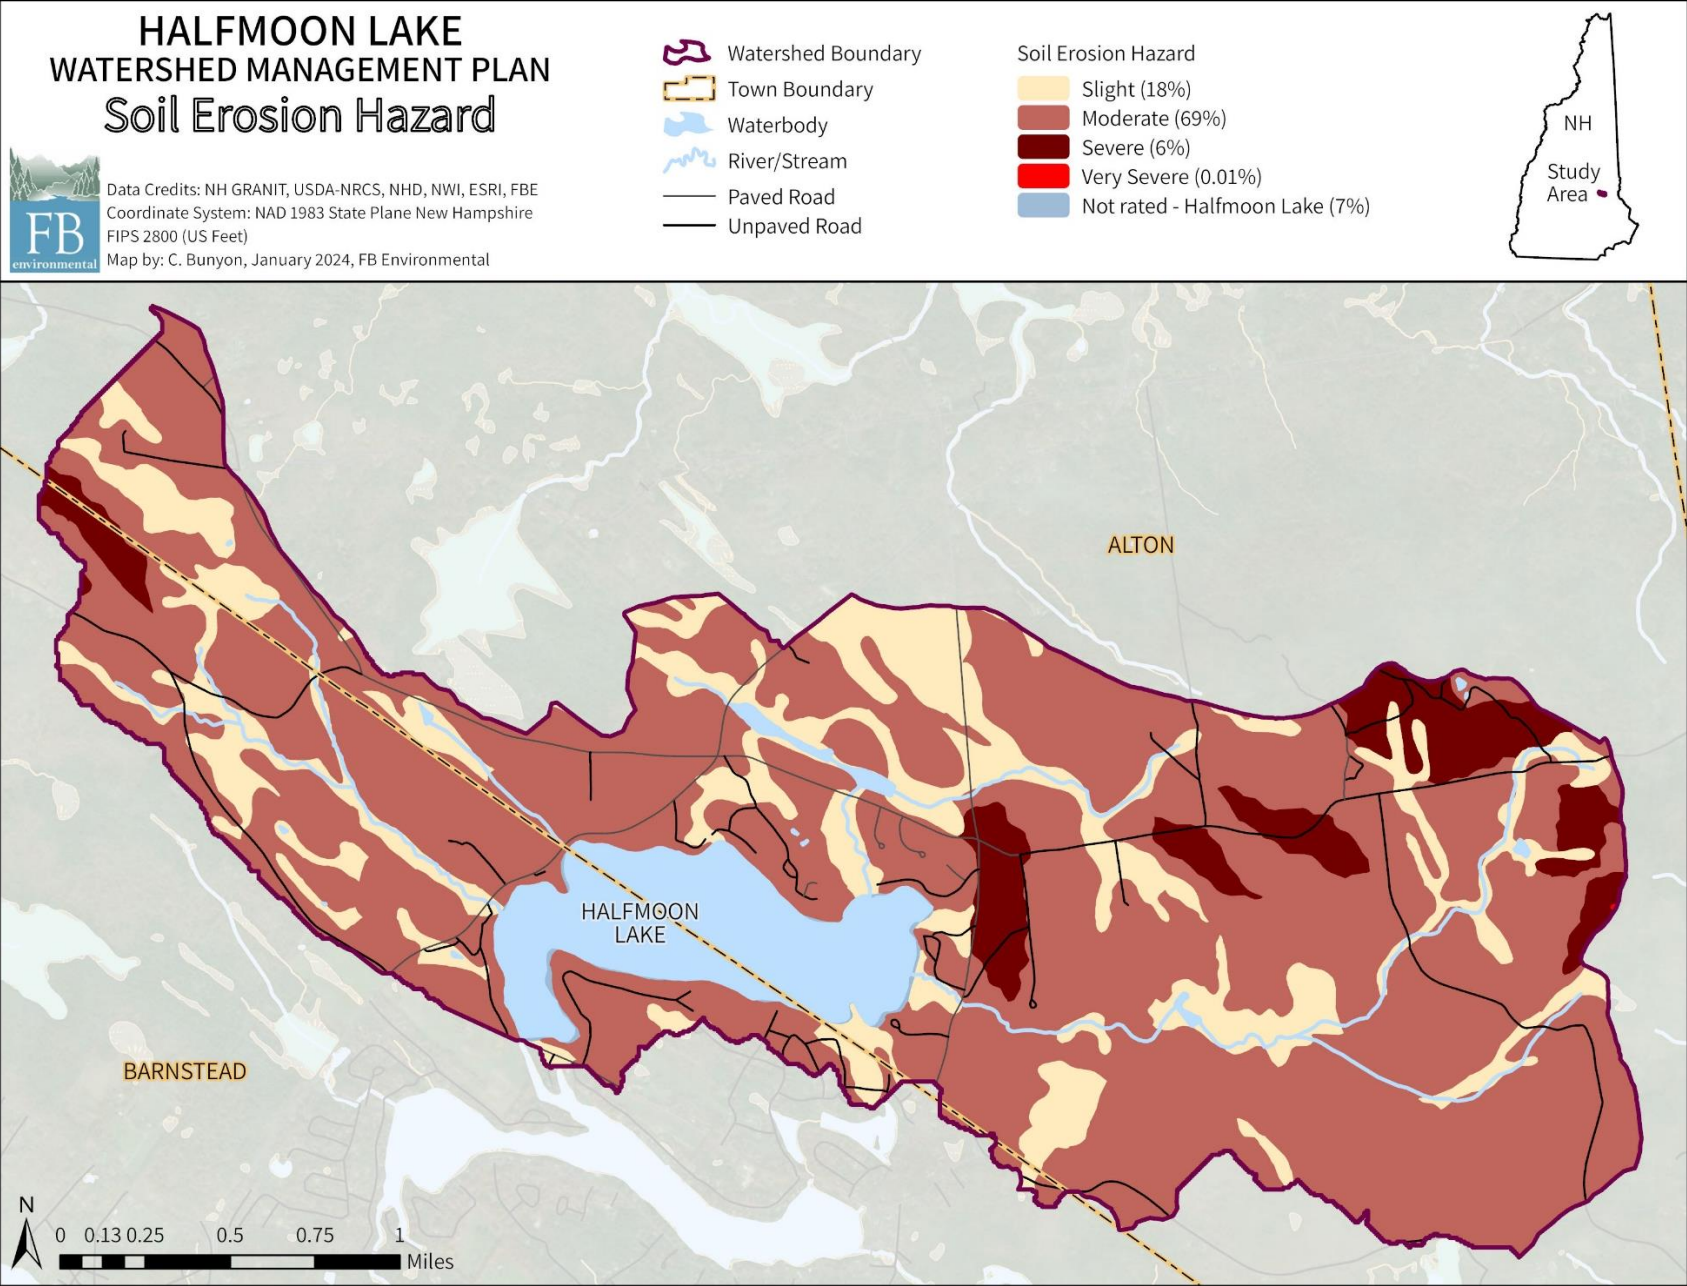 HALFMOON LAKE
WATERSHED MANAGEMENT PLAN
Soil Erosion Hazard
FB
environmental
Data Credits: NH GRANIT, USDA-NRCS, NHD, NWI, ESRI, FBE
Coordinate System: NAD 1983 State Plane New Hampshire
FIPS 2800 (US Feet)
Map by: C. Bunyon, January 2024, FB Environmental
Watershed Boundary
Town Boundary
Waterbody
River/Stream
Paved Road
Unpaved Road
Soil Erosion Hazard
Slight (18%)
Moderate (69%)
Severe (6%)
Very Severe (0.01%)
Not rated - Halfmoon Lake (7%)
NH
Study
Area
ALTON
HALFMOON
LAKE
BARNSTEAD
N
0 0.13 0.25 0.5 0.75 1
Miles